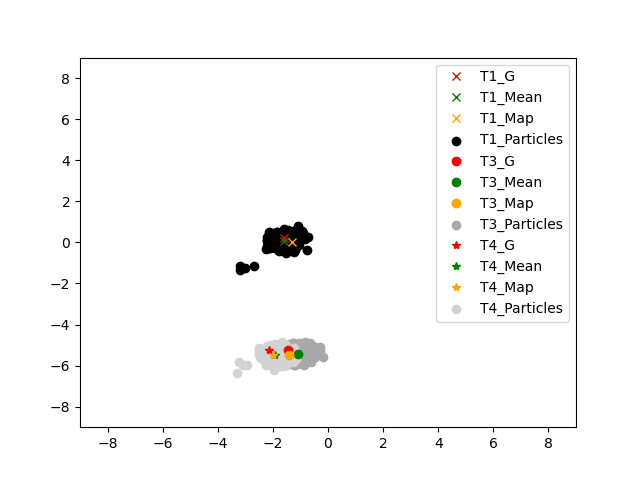 8
6
4
2
0
−2
−4
−6
−8
−8 −6 −4 −2 0 2 4 6 8
T1_G
T1_Mean
T1_Map
T1_Particles
T3_G
T3_Mean
T3_Map
T3_Particles
T4_G
T4_Mean
T4_Map
T4_Particles